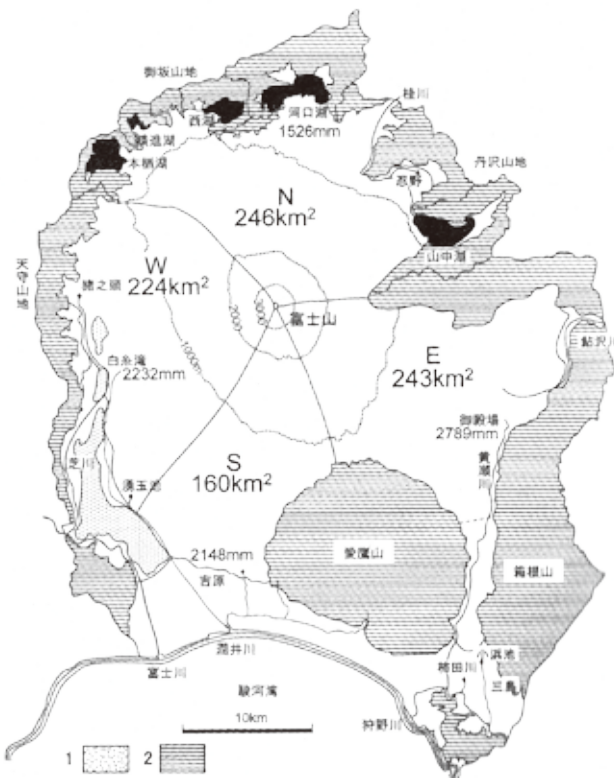 御坂山地
桂川
西湖
河口湖
1526mm
精進湖
本栖湖
丹沢山地
忍野
N
246km²
山中湖
天守山地
W
224km²
猪之頭
3000
2000
富士山
1000m
鮎沢川
E
243km²
白糸滝
2232mm
御殿場
2789mm
黄瀬川
S
160km²
芝川
湧玉池
2148mm
吉原
愛鷹山
箱根山
潤井川
富士川
小浜池
柿田川
三島
駿河湾
狩野川
10km
1
2